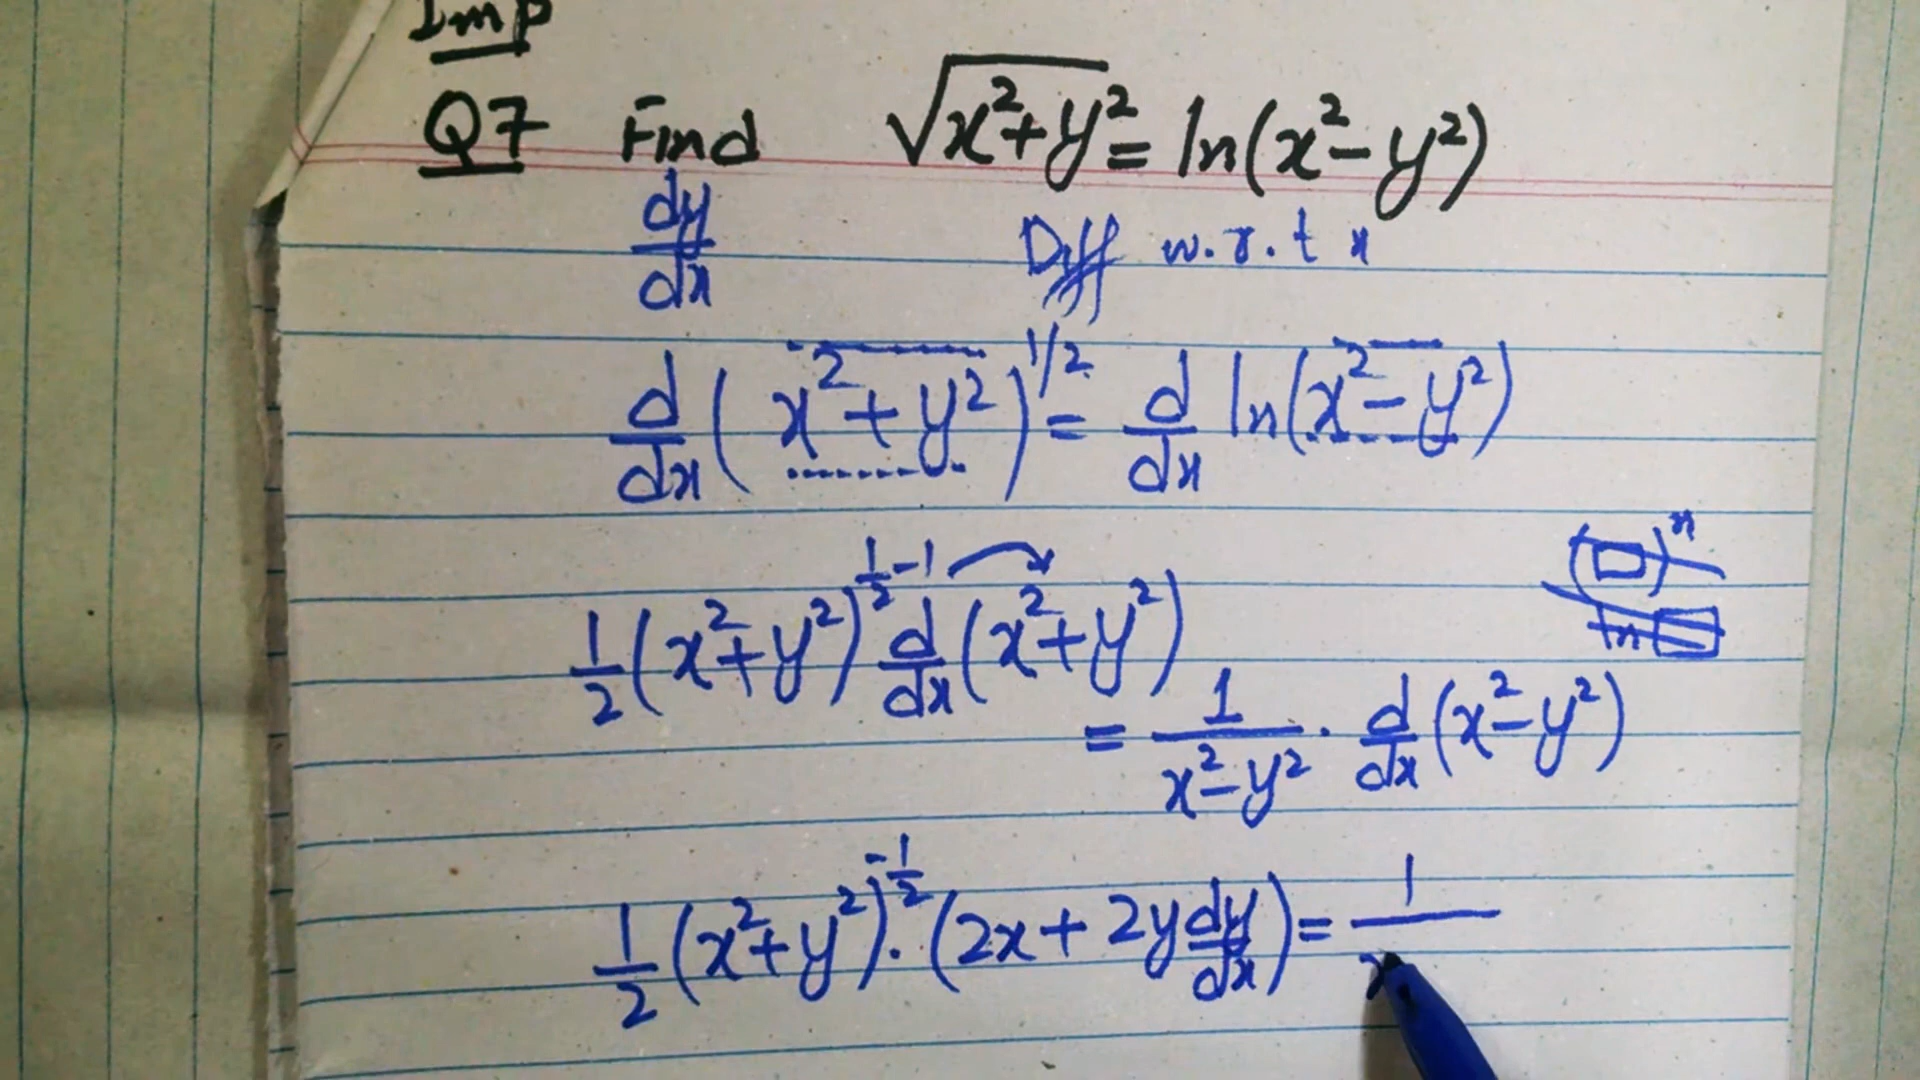 Imp
Q7 Find √x²+y² = ln(x²-y²)
dy/dx Diff w.r.t x
d/dx (x²+y²)^1/2 = d/dx ln(x²-y²)
(□)^n
ln□
1/2 (x²+y²)^1/2-1 d/dx (x²+y²)
= 1/x²-y² · d/dx (x²-y²)
1/2 (x²+y²)^-1/2 · (2x + 2y dy/dx) = 1/x